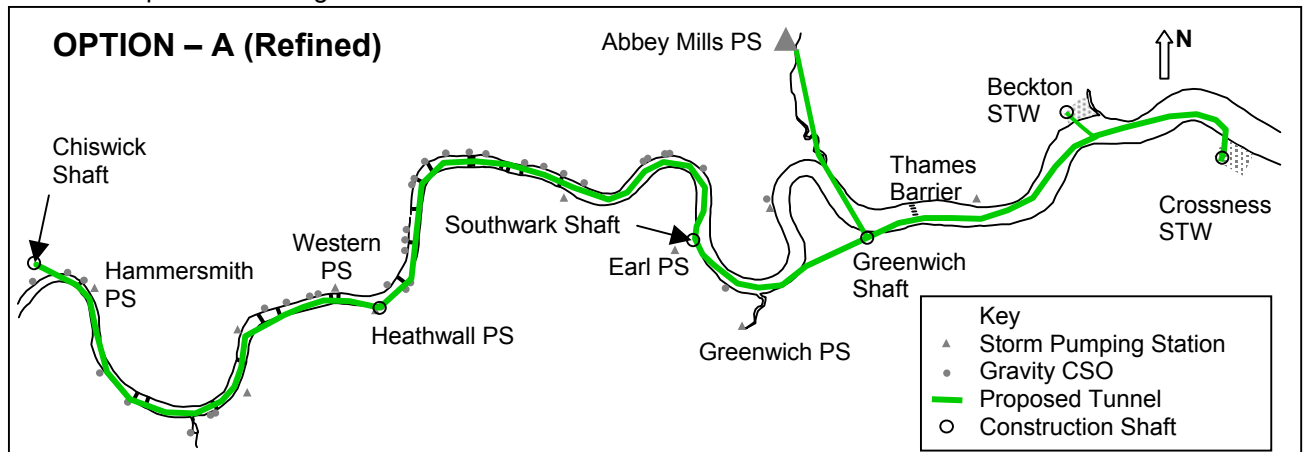 OPTION – A (Refined)
Abbey Mills PS
N
Beckton
STW
Chiswick
Shaft
Thames
Barrier
Southwark Shaft
Crossness
STW
Western
PS
Hammersmith
PS
Earl PS
Greenwich
Shaft
Heathwall PS
Greenwich PS
Key
Storm Pumping Station
Gravity CSO
Proposed Tunnel
Construction Shaft